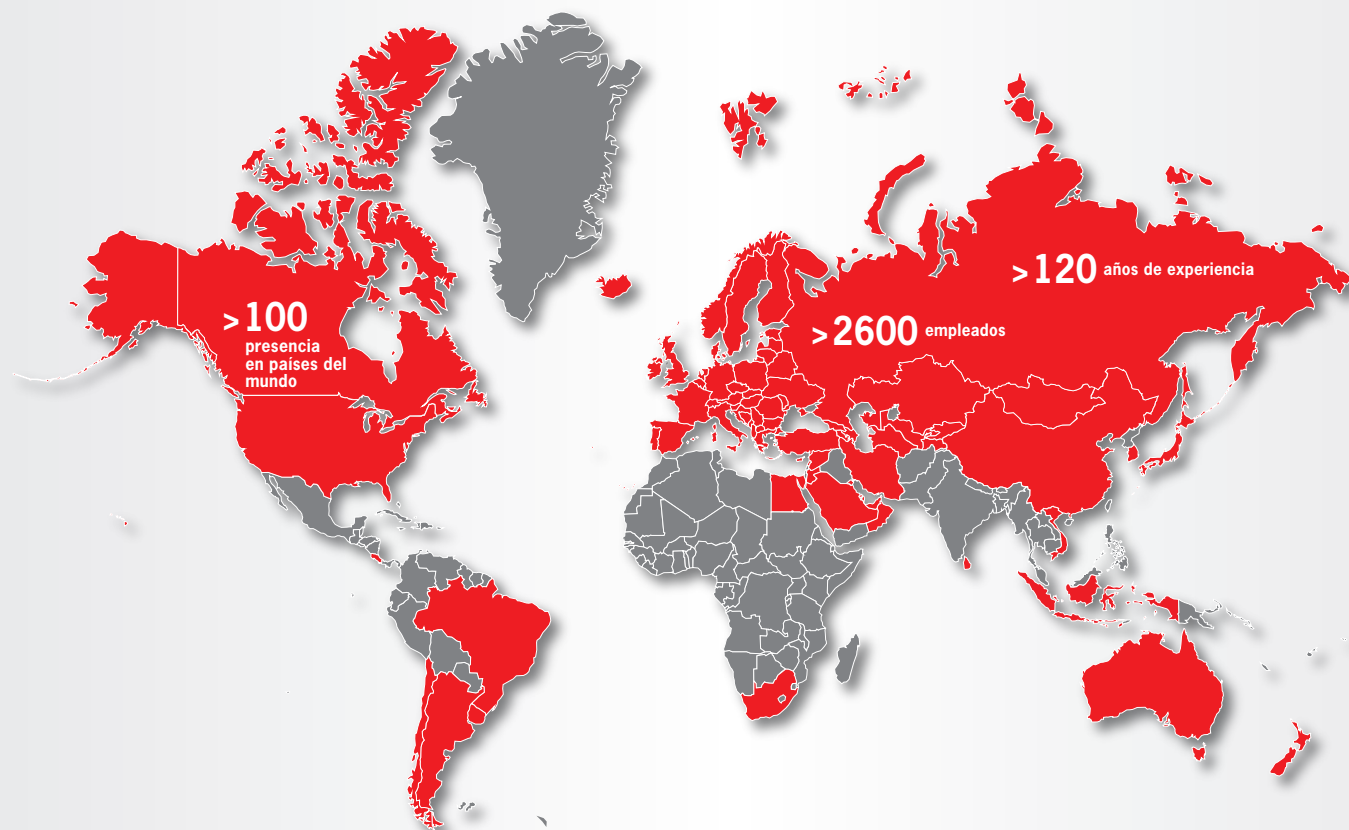 > 120 años de experiencia
> 100
presencia
en países del
mundo
> 2600 empleados